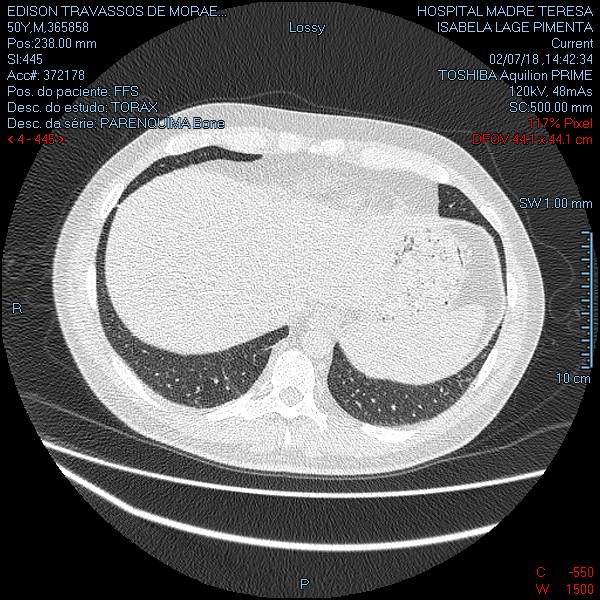 EDISON TRAVASSOS DE MORAE...
50Y,M,365858
Pos:238.00 mm
SI:445
Acc#: 372178
Pos. do paciente: FFS
Desc. do estudo: TORAX
Desc. da série: PARENQUIMA Bone
< 4 - 445 >
Lossy
HOSPITAL MADRE TERESA
ISABELA LAGE PIMENTA
Current
02/07/18 ,14:42:34
TOSHIBA Aquilion PRIME
120kV, 48mAs
SC:500.00 mm
117% Pixel
DFOV:44.1 x 44.1 cm
SW 1.00 mm
R
10 cm
P
C -550
W 1500